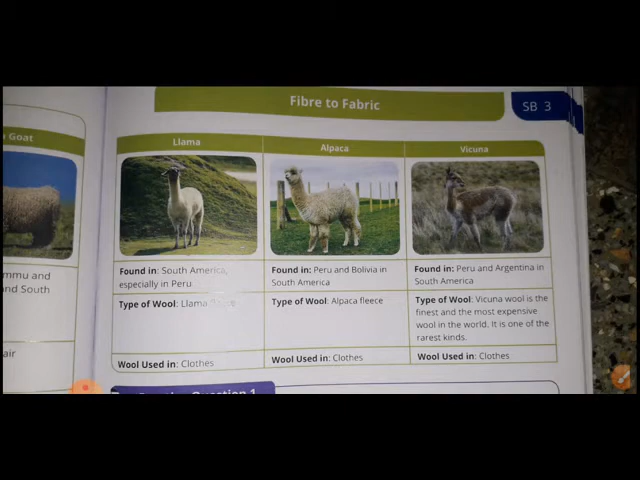 Fibre to Fabric
SB 3
Goat
mmu and
nd South
air
Llama
Found in: South America,
especially in Peru
Type of Wool: Llama
Wool Used in: Clothes
Alpaca
Found in: Peru and Bolivia in
South America
Type of Wool: Alpaca fleece
Wool Used in: Clothes
Vicuna
Found in: Peru and Argentina in
South America
Type of Wool: Vicuna wool is the
finest and the most expensive
wool in the world. It is one of the
rarest kinds.
Wool Used in: Clothes
Question 1